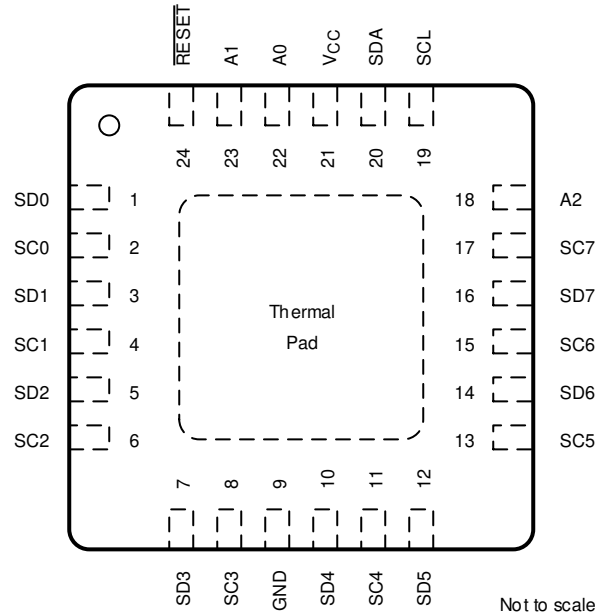 RESET A1 A0 VCC SDA SCL
24 23 22 21 20 19
SD0 1 18 A2
SC0 2 17 SC7
SD1 3 16 SD7
SC1 4 15 SC6
SD2 5 14 SD6
SC2 6 13 SC5
Thermal
Pad
7 8 9 10 11 12
SD3 SC3 GND SD4 SC4 SD5
Not to scale